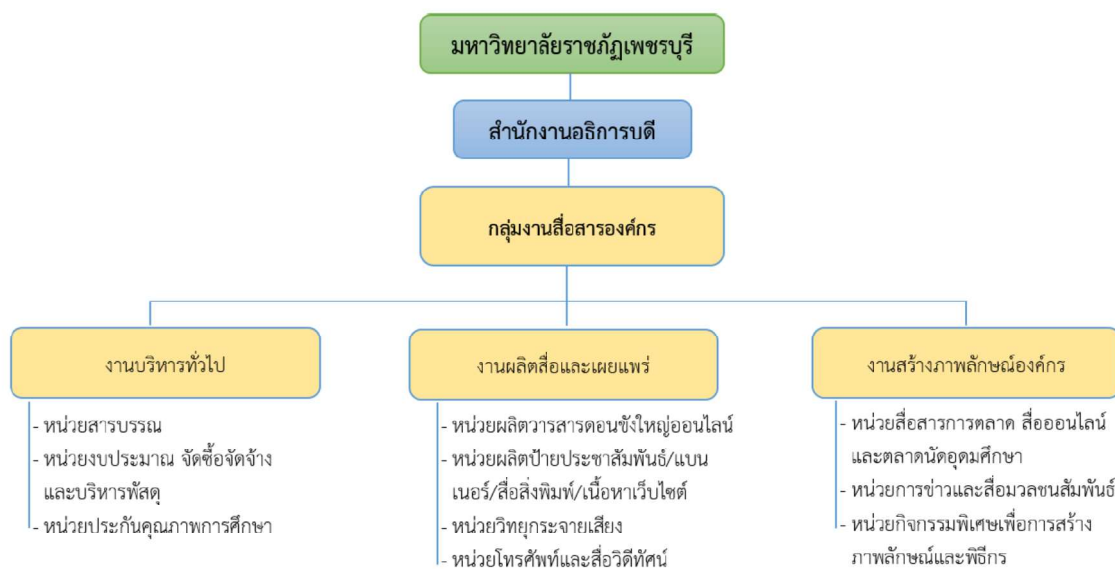 มหาวิทยาลัยราชภัฏเพชรบุรี
สำนักงานอธิการบดี
กลุ่มงานสื่อสารองค์กร
งานบริหารทั่วไป
- หน่วยสารบรรณ
- หน่วยงบประมาณ จัดซื้อจัดจ้าง
และบริหารพัสดุ
- หน่วยประกันคุณภาพการศึกษา
งานผลิตสื่อและเผยแพร่
- หน่วยผลิตวารสารดอนขังใหญ่ออนไลน์
- หน่วยผลิตป้ายประชาสัมพันธ์/แบน
เนอร์/สื่อสิ่งพิมพ์/เนื้อหาเว็บไซต์
- หน่วยวิทยุกระจายเสียง
- หน่วยโทรศัพท์และสื่อวิดีทัศน์
งานสร้างภาพลักษณ์องค์กร
- หน่วยสื่อสารการตลาด สื่อออนไลน์
และตลาดนัดอุดมศึกษา
- หน่วยการข่าวและสื่อมวลชนสัมพันธ์
- หน่วยกิจกรรมพิเศษเพื่อการสร้าง
ภาพลักษณ์และพิธีกร